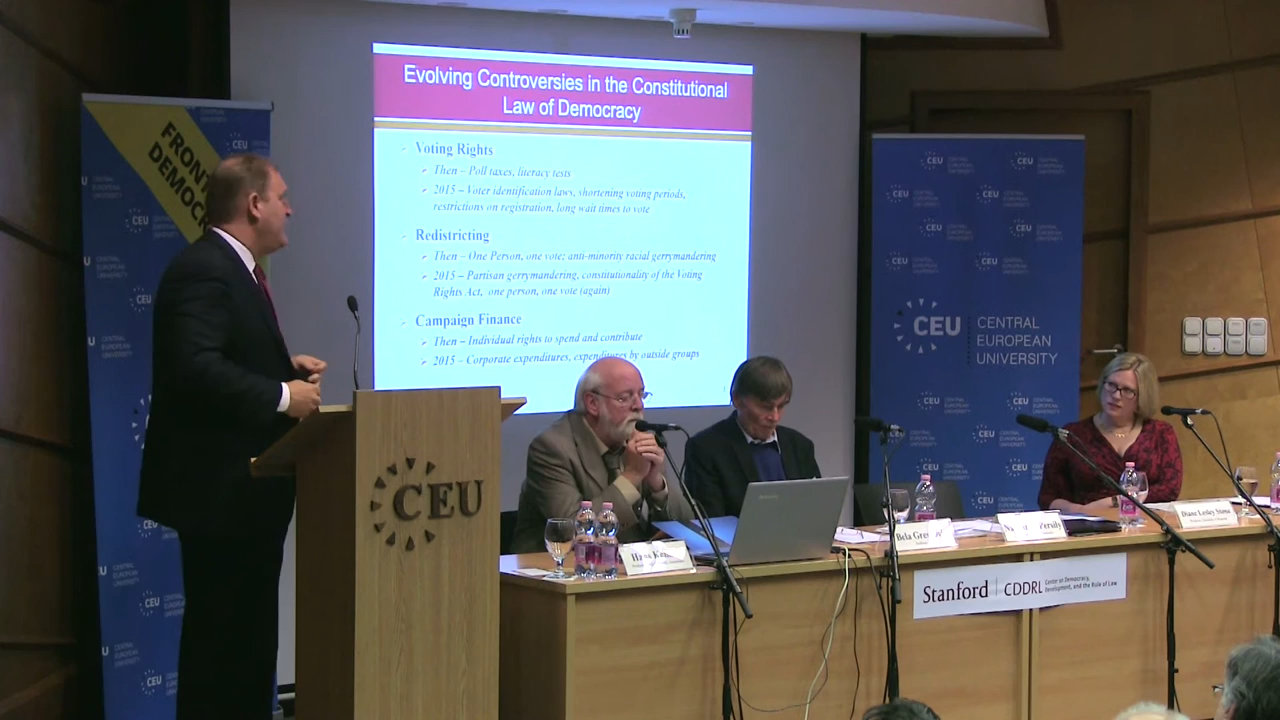 Evolving Controversies in the Constitutional
Law of Democracy
Voting Rights
Then – Poll taxes, literacy tests
2015 – Voter identification laws, shortening voting periods,
restrictions on registration, long wait times to vote
Redistricting
Then – One Person, one vote; anti-minority racial gerrymandering
2015 – Partisan gerrymandering, constitutionality of the Voting
Rights Act, one person, one vote (again)
Campaign Finance
Then – Individual rights to spend and contribute
2015 – Corporate expenditures, expenditures by outside groups
CEU
CENTRAL
EUROPEAN
UNIVERSITY
CEU
Bela
Diane Lesley Stone
Stanford CDDRL Center on Democracy,
Development, and the Rule of Law